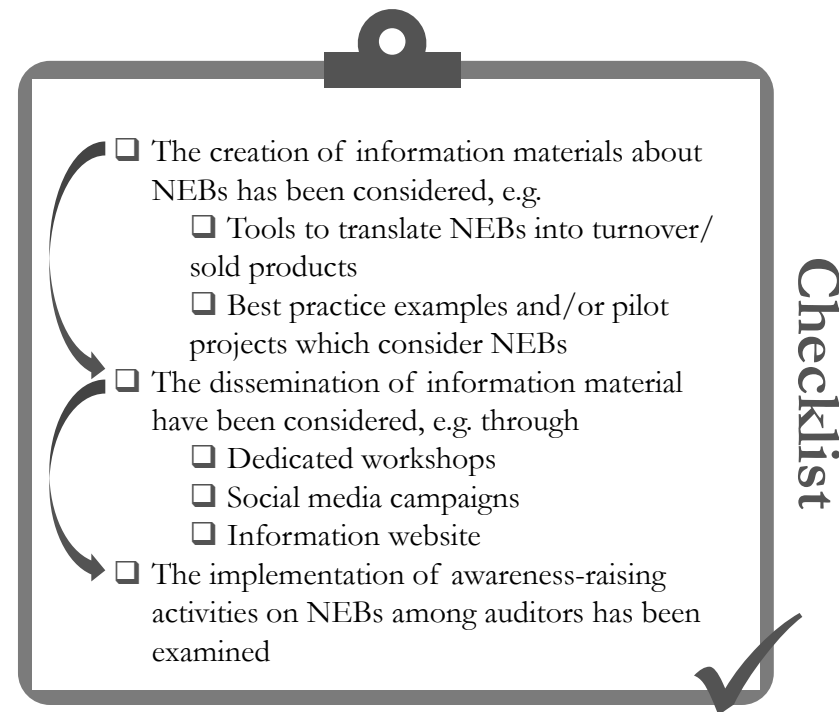 ❑ The creation of information materials about
NEBs has been considered, e.g.
❑ Tools to translate NEBs into turnover/
sold products
❑ Best practice examples and/or pilot
projects which consider NEBs
❑ The dissemination of information material
have been considered, e.g. through
❑ Dedicated workshops
❑ Social media campaigns
❑ Information website
❑ The implementation of awareness-raising
activities on NEBs among auditors has been
examined
Checklist